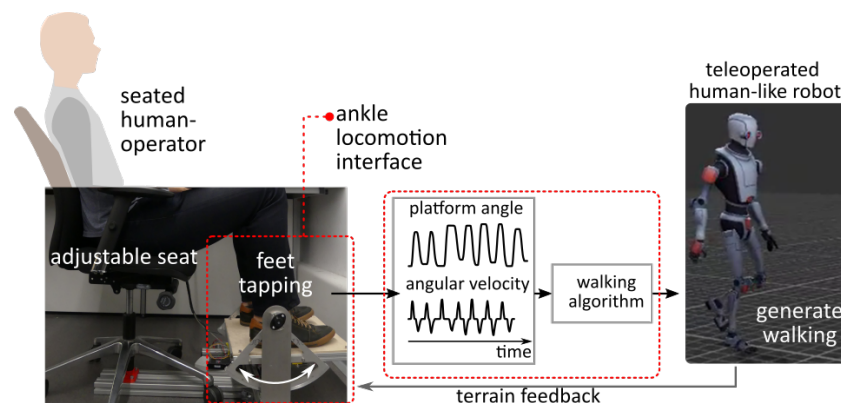 seated
human-
operator
ankle
locomotion
interface
teleoperated
human-like robot
adjustable seat
feet
tapping
platform angle
angular velocity
time
walking
algorithm
generate
walking
terrain feedback